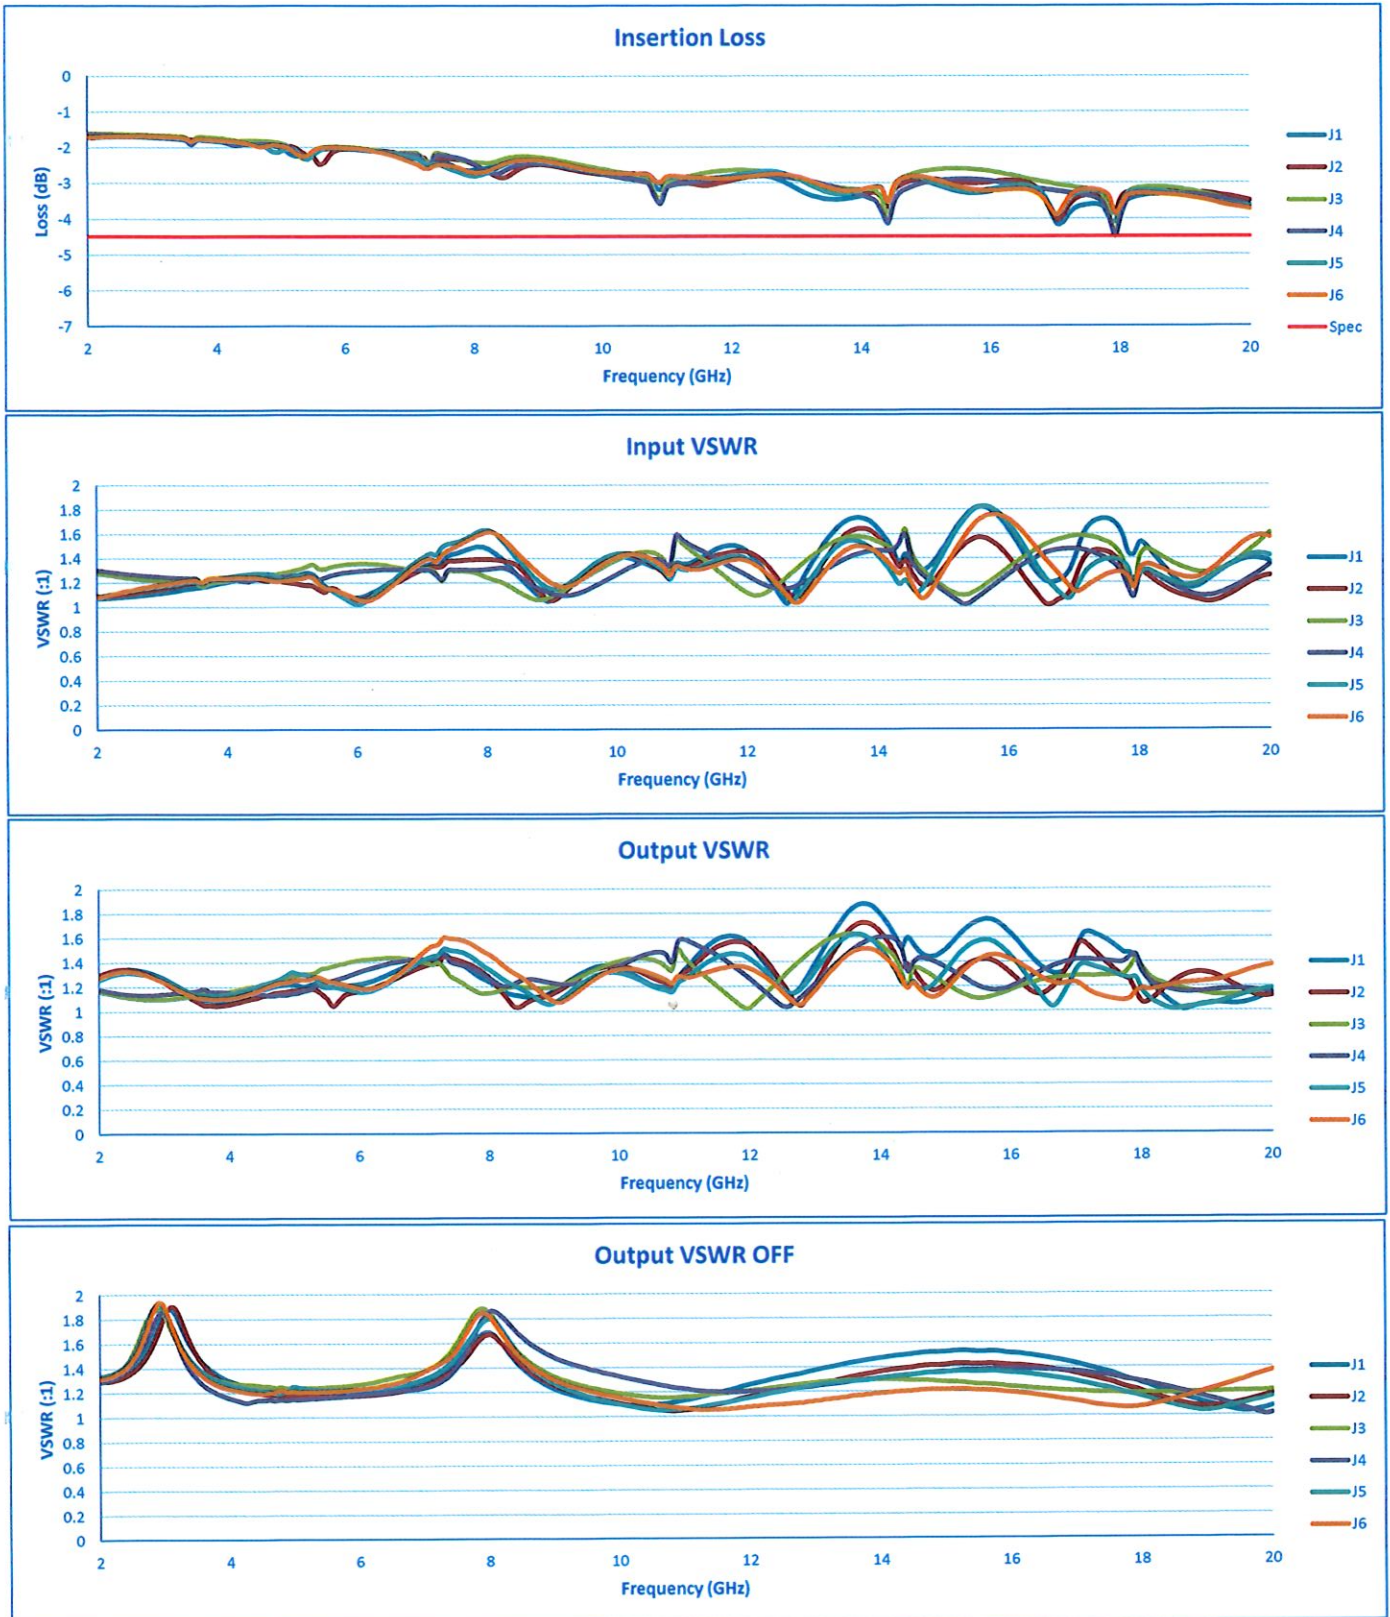 Insertion Loss
0
-1
-2
-3
-4
-5
-6
-7
Loss (dB)
2 4 6 8 10 12 14 16 18 20
Frequency (GHz)
J1
J2
J3
J4
J5
J6
Spec
Input VSWR
2
1.8
1.6
1.4
1.2
1
0.8
0.6
0.4
0.2
0
VSWR (:1)
2 4 6 8 10 12 14 16 18 20
Frequency (GHz)
J1
J2
J3
J4
J5
J6
Output VSWR
2
1.8
1.6
1.4
1.2
1
0.8
0.6
0.4
0.2
0
VSWR (:1)
2 4 6 8 10 12 14 16 18 20
Frequency (GHz)
J1
J2
J3
J4
J5
J6
Output VSWR OFF
2
1.8
1.6
1.4
1.2
1
0.8
0.6
0.4
0.2
0
VSWR (:1)
2 4 6 8 10 12 14 16 18 20
Frequency (GHz)
J1
J2
J3
J4
J5
J6